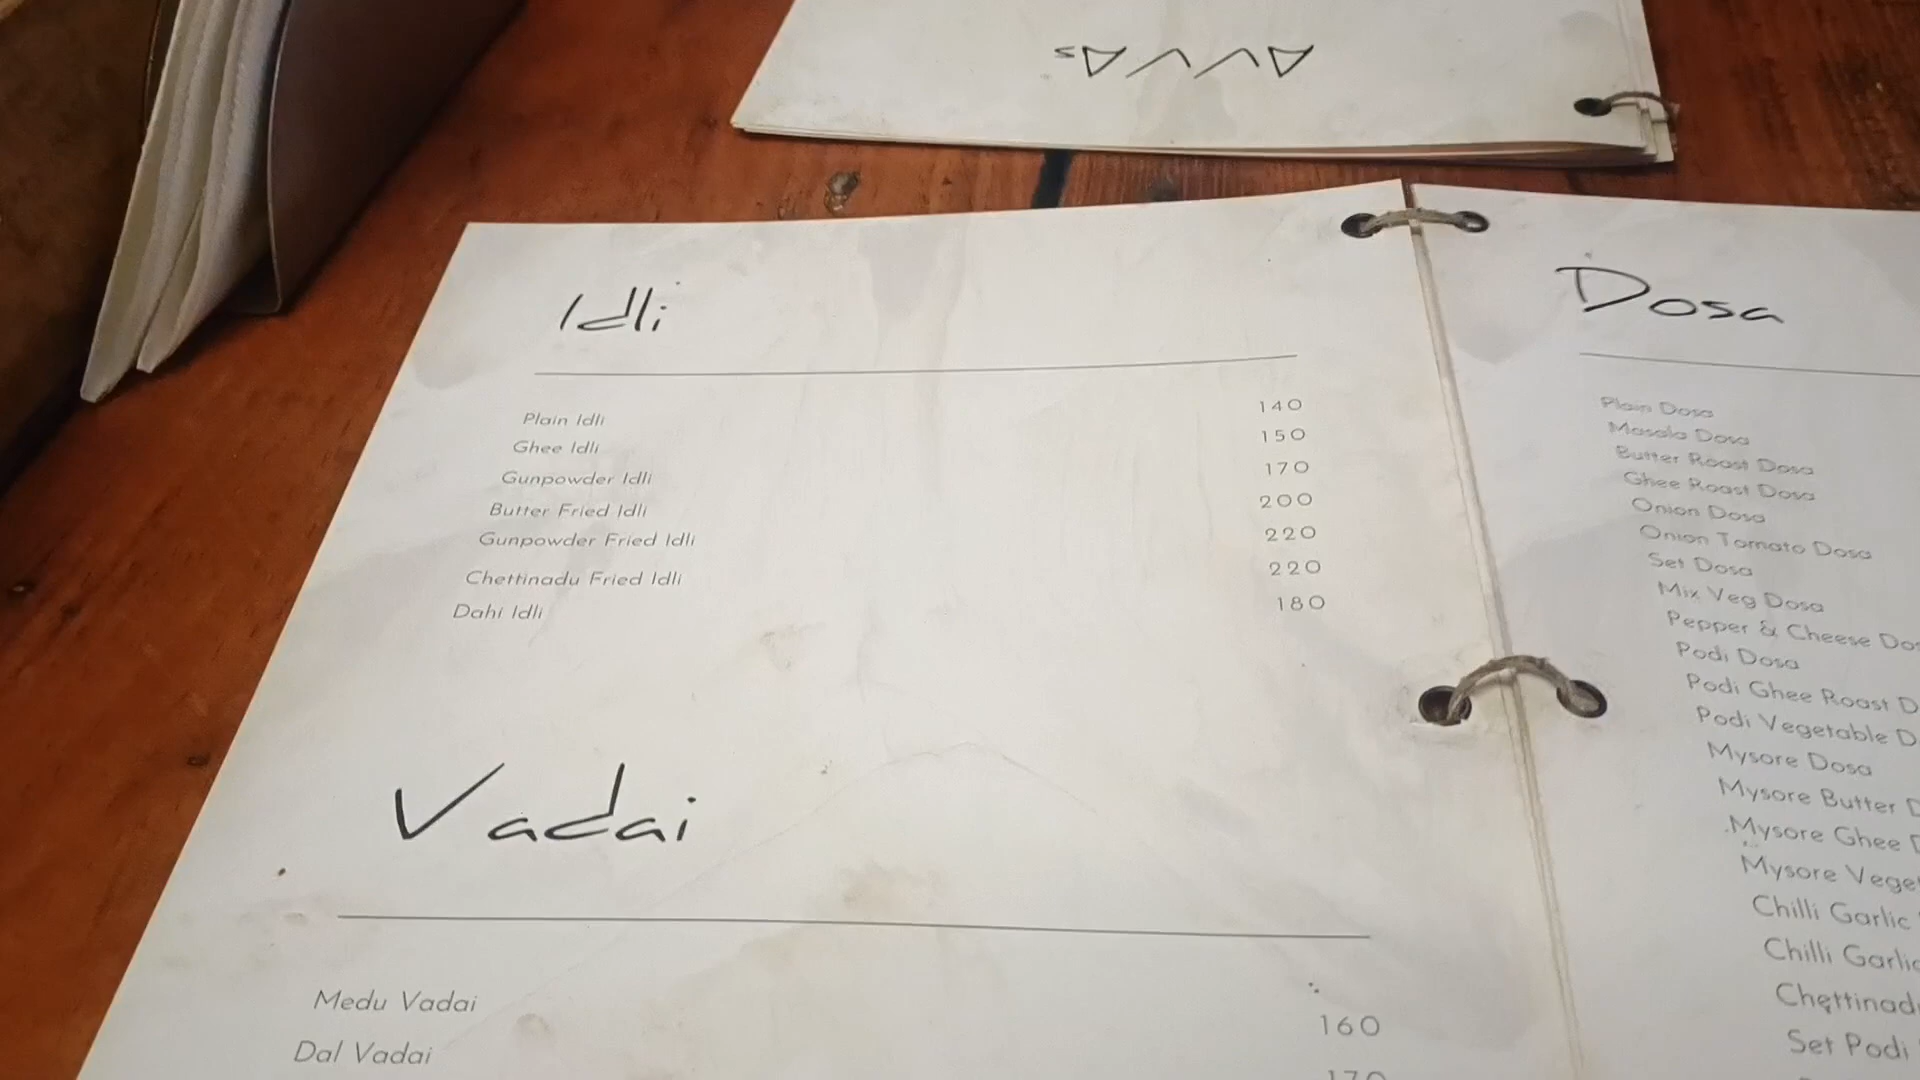 AVVAs
Idli
Plain Idli 140
Ghee Idli 150
Gunpowder Idli 170
Butter Fried Idli 200
Gunpowder Fried Idli 220
Chettinadu Fried Idli 220
Dahi Idli 180
Vadai
Medu Vadai 160
Dal Vadai 170
Dosa
Plain Dosa
Masala Dosa
Butter Roast Dosa
Ghee Roast Dosa
Onion Dosa
Onion Tomato Dosa
Set Dosa
Mix Veg Dosa
Pepper & Cheese
Podi Dosa
Podi Ghee Roast
Podi Vegetable
Mysore Dosa
Mysore Butter
Mysore Ghee
Mysore
Chilli Garlic
Chilli Garlic
Set Podi